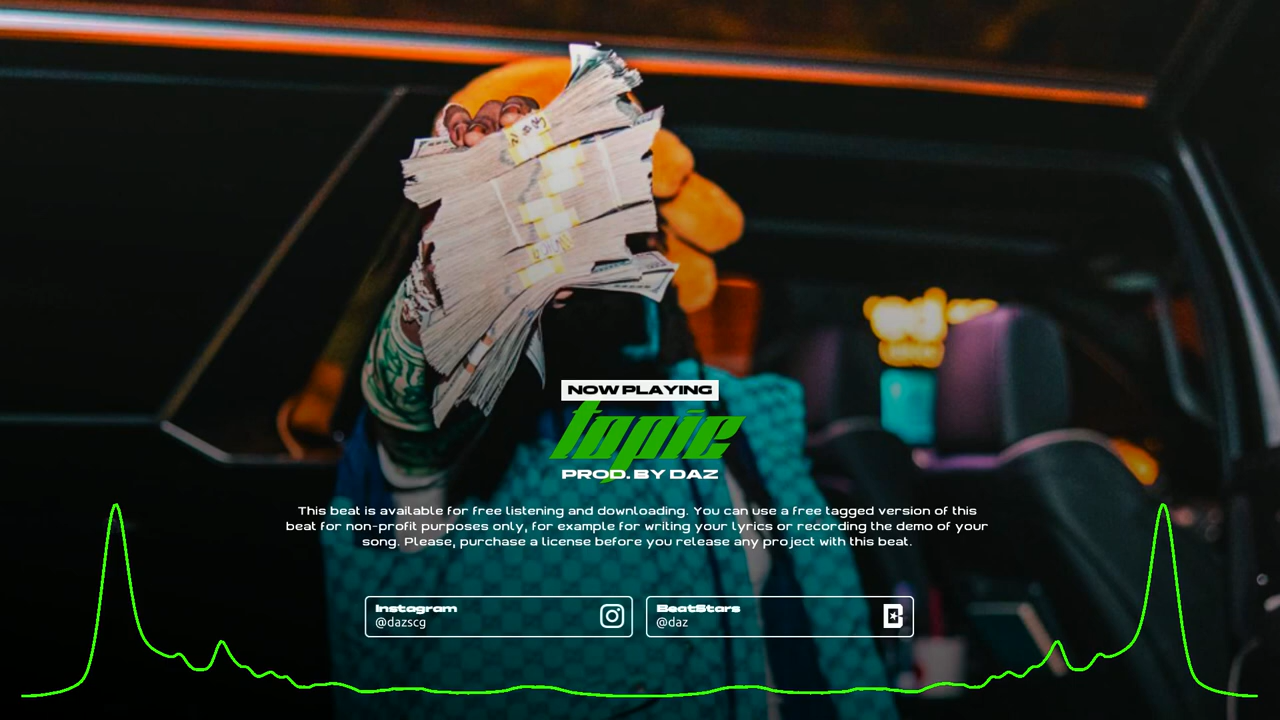 NOW PLAYING
topic
PROD. BY DAZ
This beat is available for free listening and downloading. You can use a free tagged version of this
beat for non-profit purposes only, for example for writing your lyrics or recording the demo of your
song. Please, purchase a license before you release any project with this beat.
Instagram
@dazscg
BeatStars
@daz